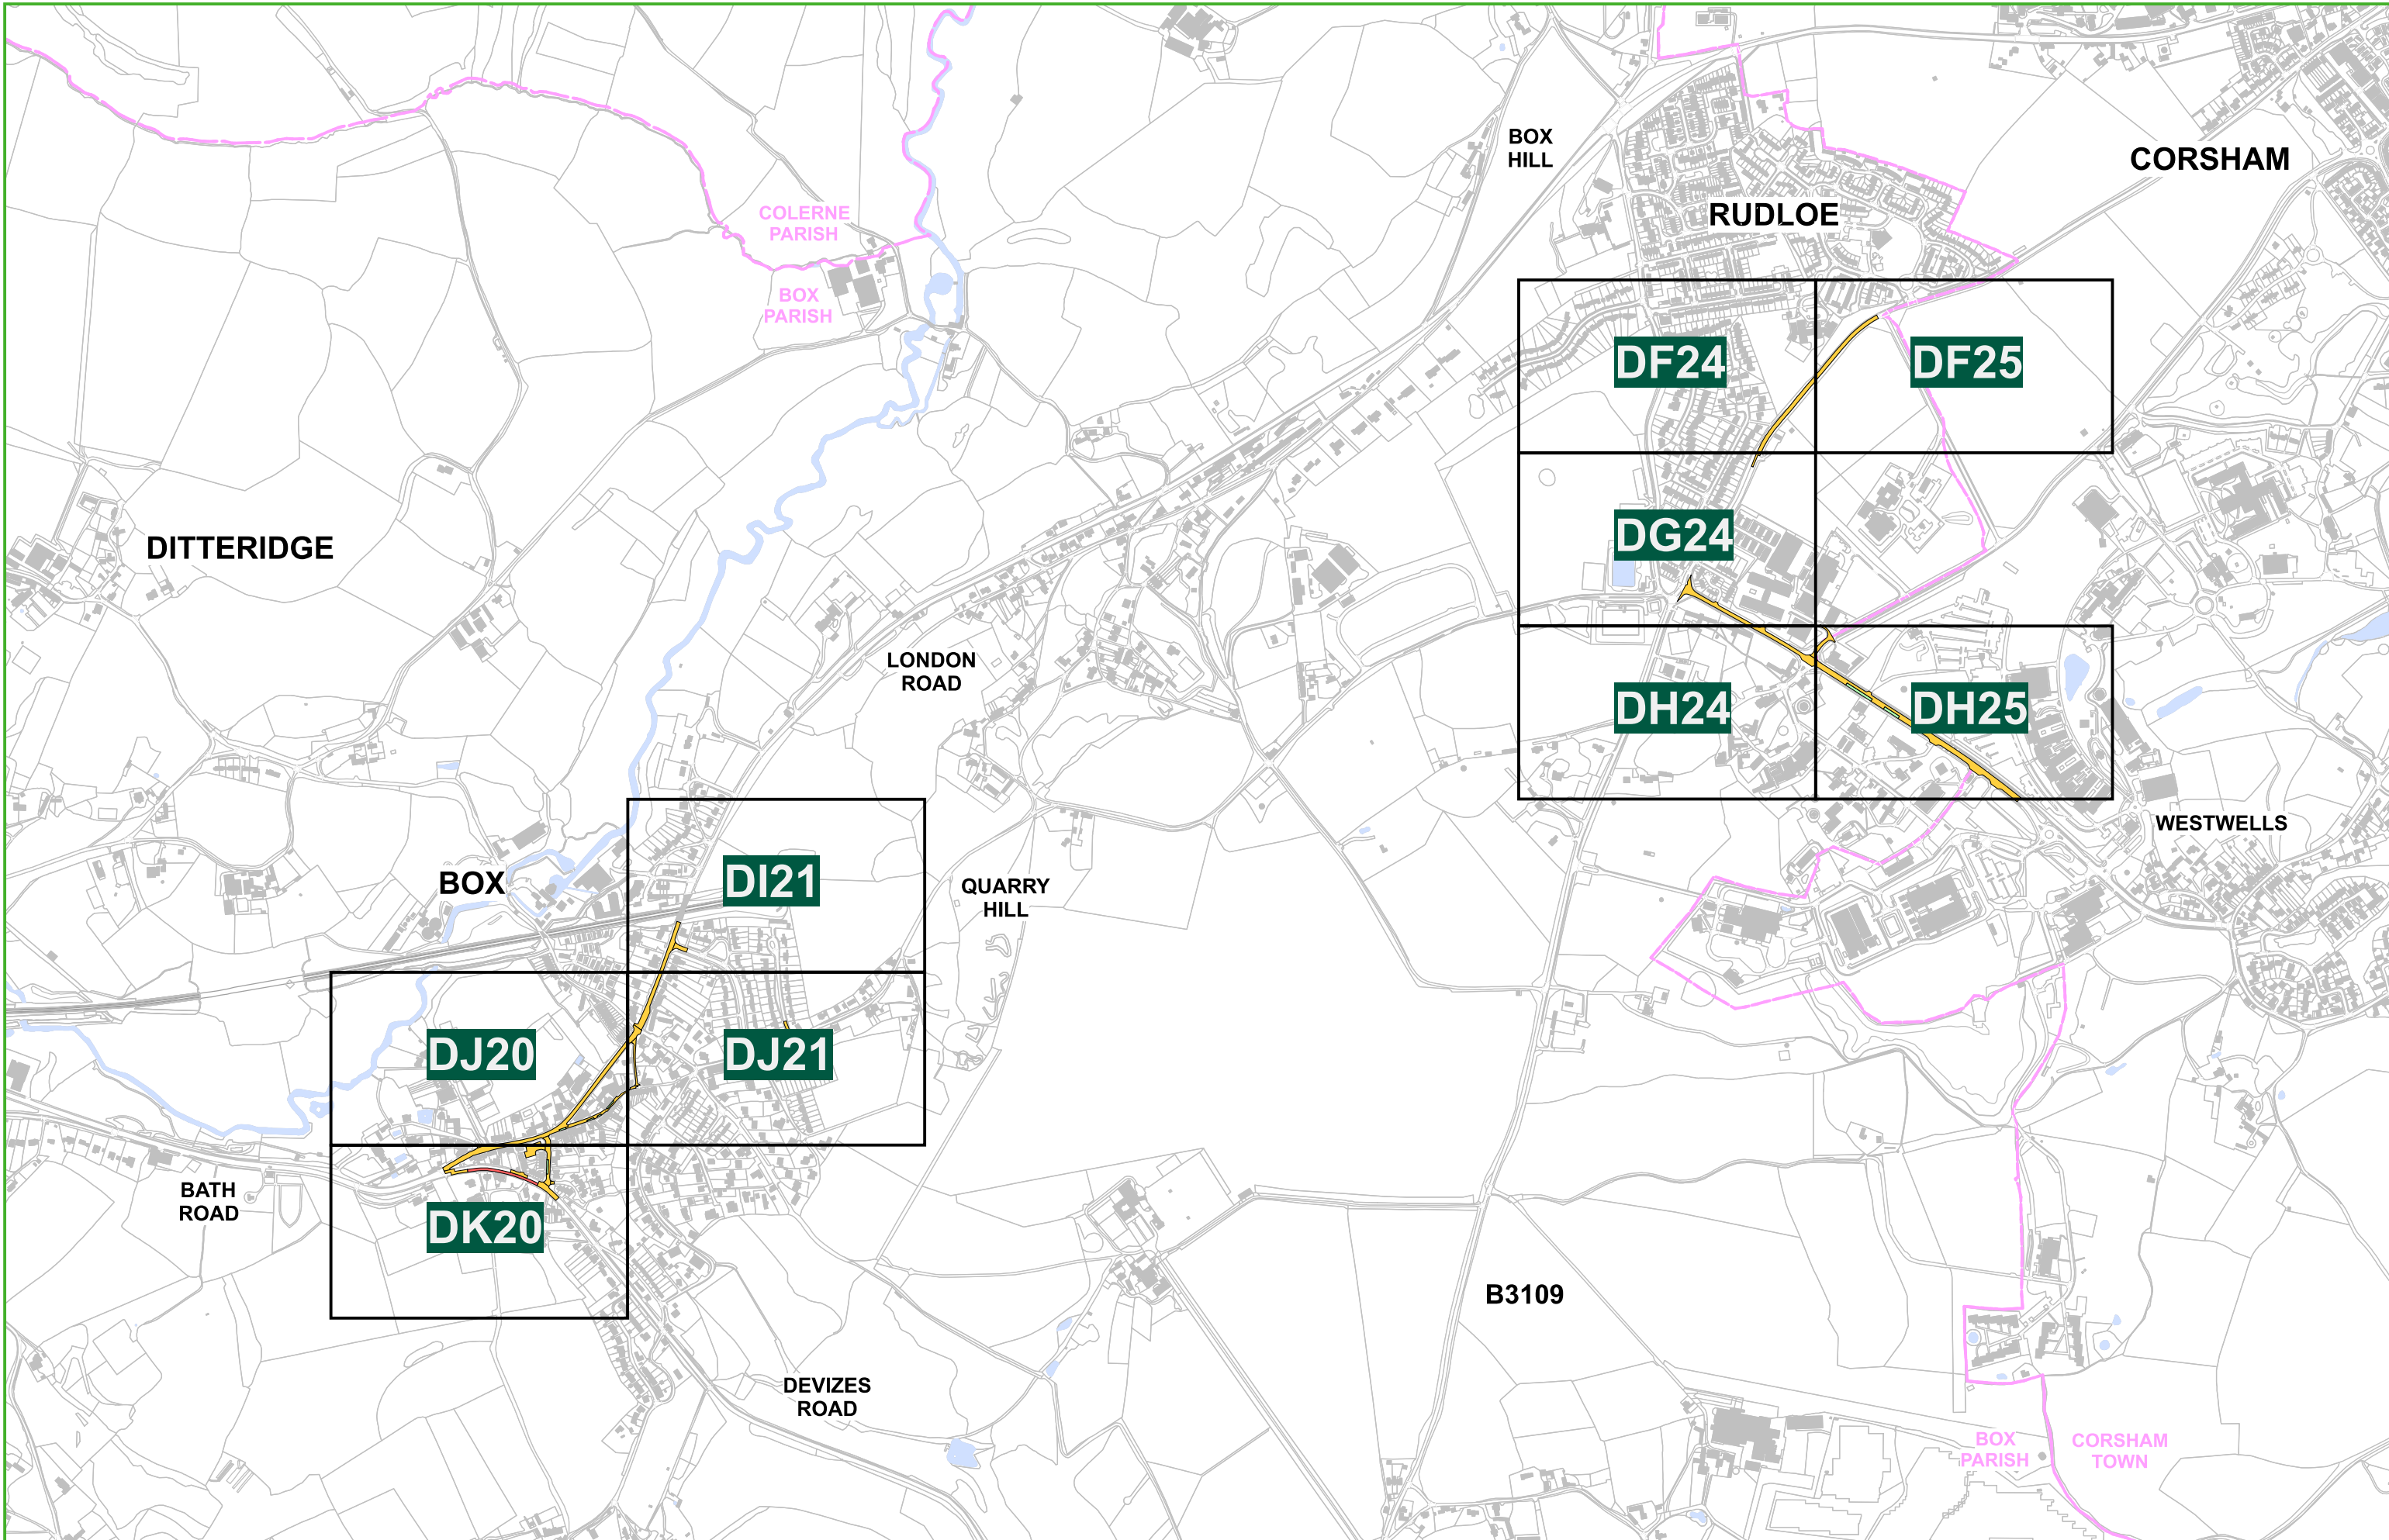 BOX
HILL
CORSHAM
COLERNE
PARISH
RUDLOE
BOX
PARISH
DF24
DF25
DITTERIDGE
DG24
LONDON
ROAD
DH24
DH25
WESTWELLS
BOX
DI21
QUARRY
HILL
DJ20
DJ21
BATH
ROAD
DK20
B3109
DEVIZES
ROAD
BOX
PARISH
CORSHAM
TOWN